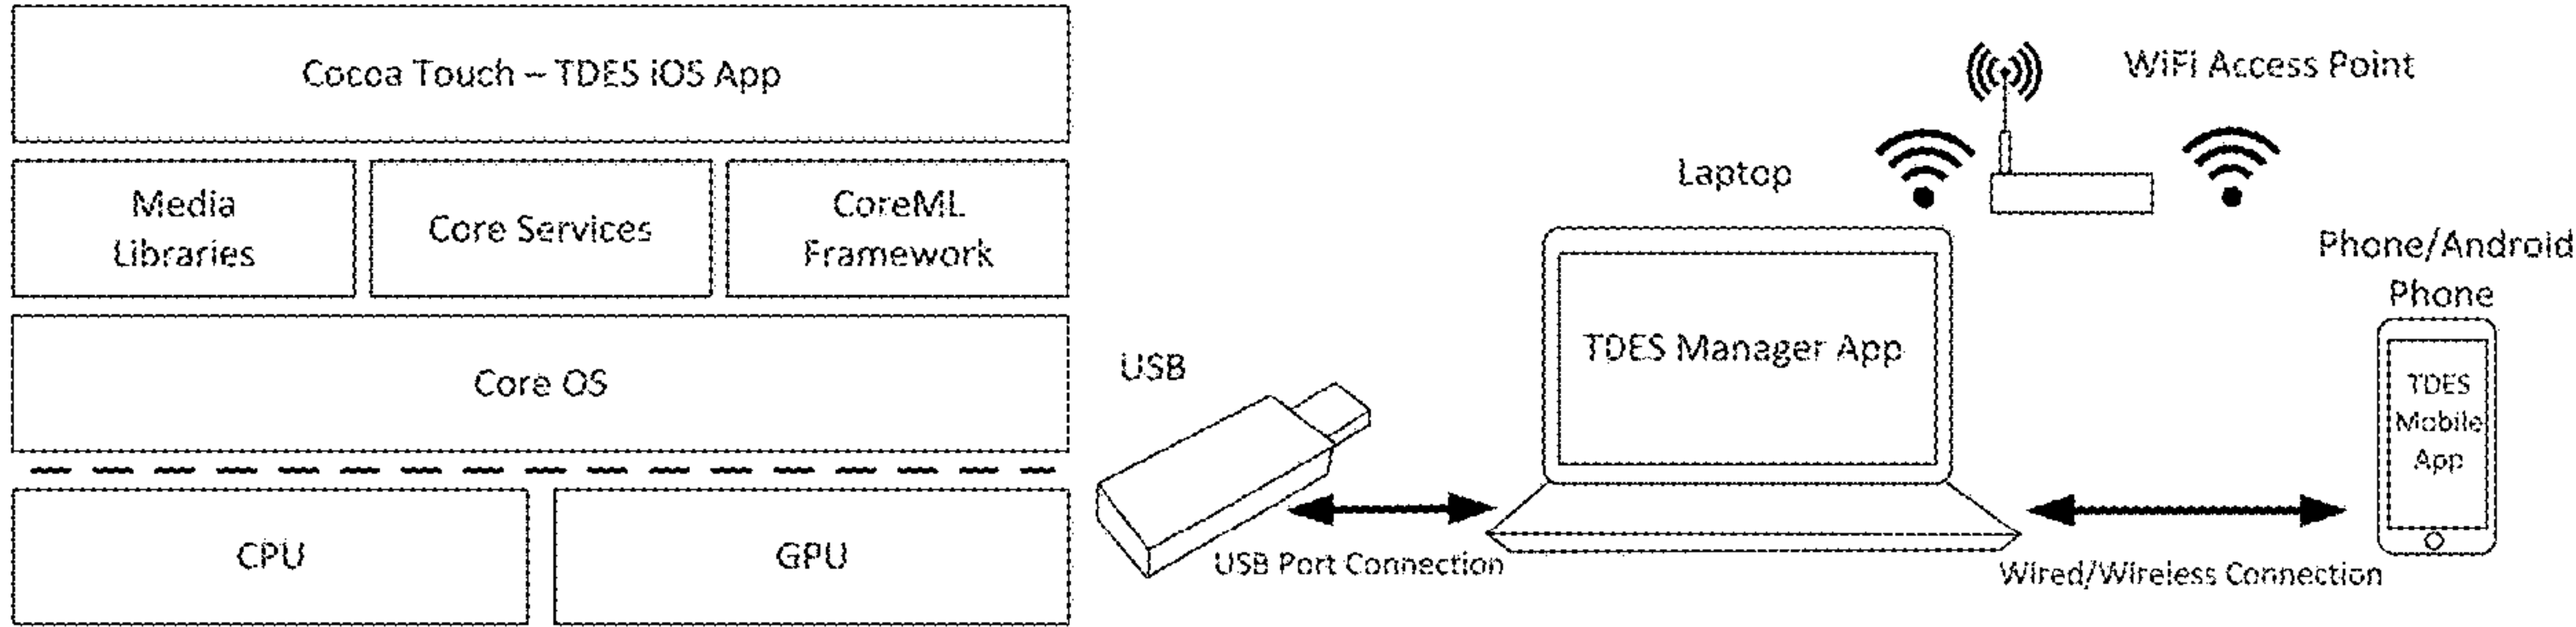 Cocoa Touch – TDES iOS App
Media
Libraries
Core Services
CoreML
Framework
Core OS
CPU
GPU
USB
USB Port Connection
Laptop
TDES Manager App
WiFi Access Point
Phone/Android
Phone
TDES
Mobile
App
Wired/Wireless Connection